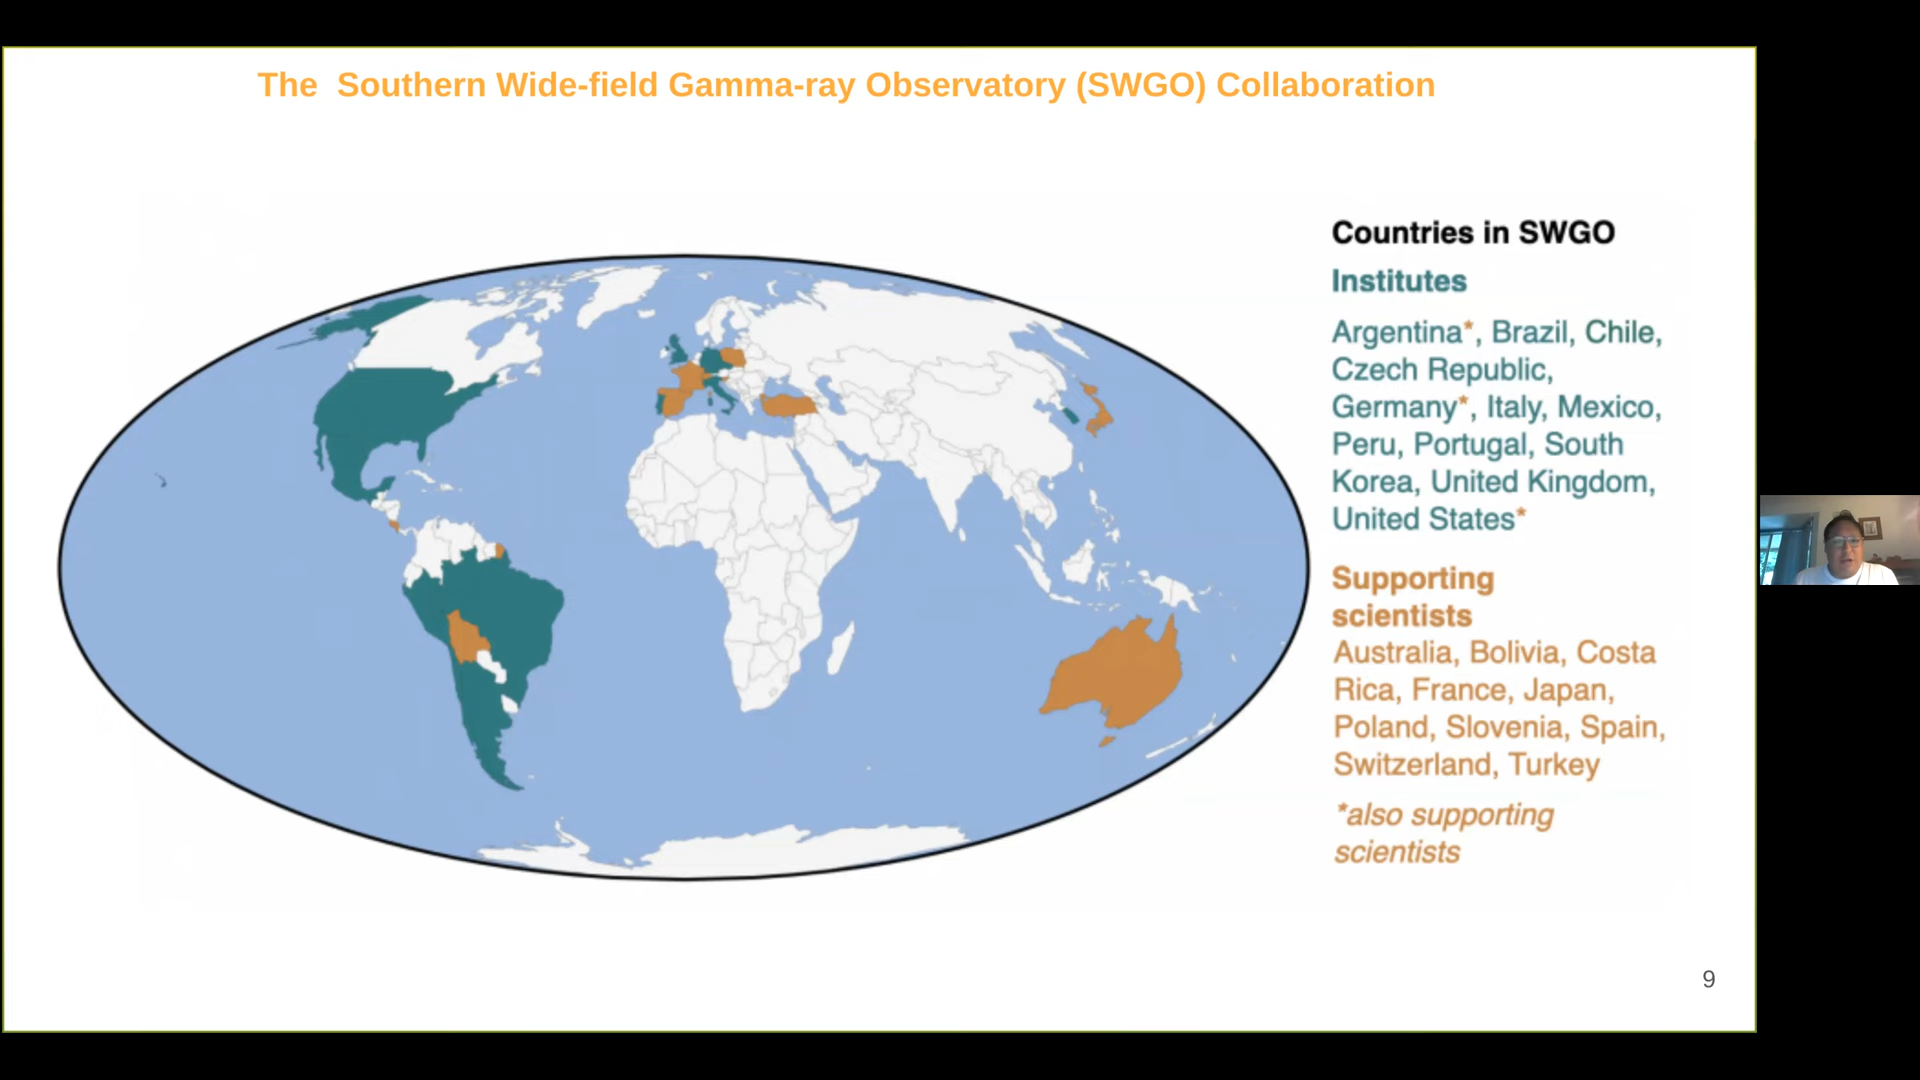 The  Southern Wide-field Gamma-ray Observatory (SWGO) Collaboration
Countries in SWGO
Institutes
Argentina*, Brazil, Chile,
Czech Republic,
Germany*, Italy, Mexico,
Peru, Portugal, South
Korea, United Kingdom,
United States*
Supporting
scientists
Australia, Bolivia, Costa
Rica, France, Japan,
Poland, Slovenia, Spain,
Switzerland, Turkey
*also supporting
scientists
9